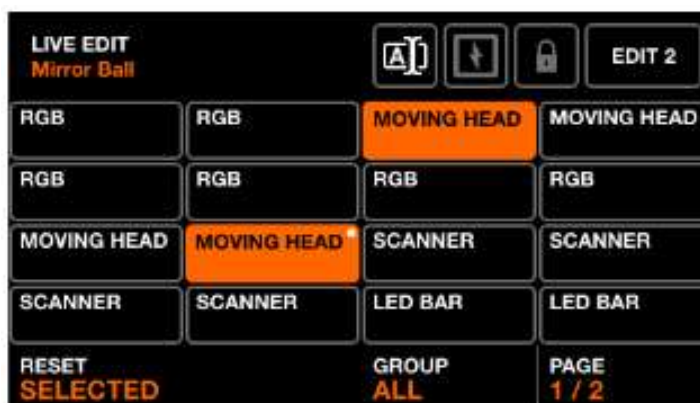 LIVE EDIT
Mirror Ball
A
EDIT 2
RGB RGB MOVING HEAD MOVING HEAD
RGB RGB RGB RGB
MOVING HEAD MOVING HEAD SCANNER SCANNER
SCANNER SCANNER LED BAR LED BAR
RESET GROUP PAGE
SELECTED ALL 1 / 2